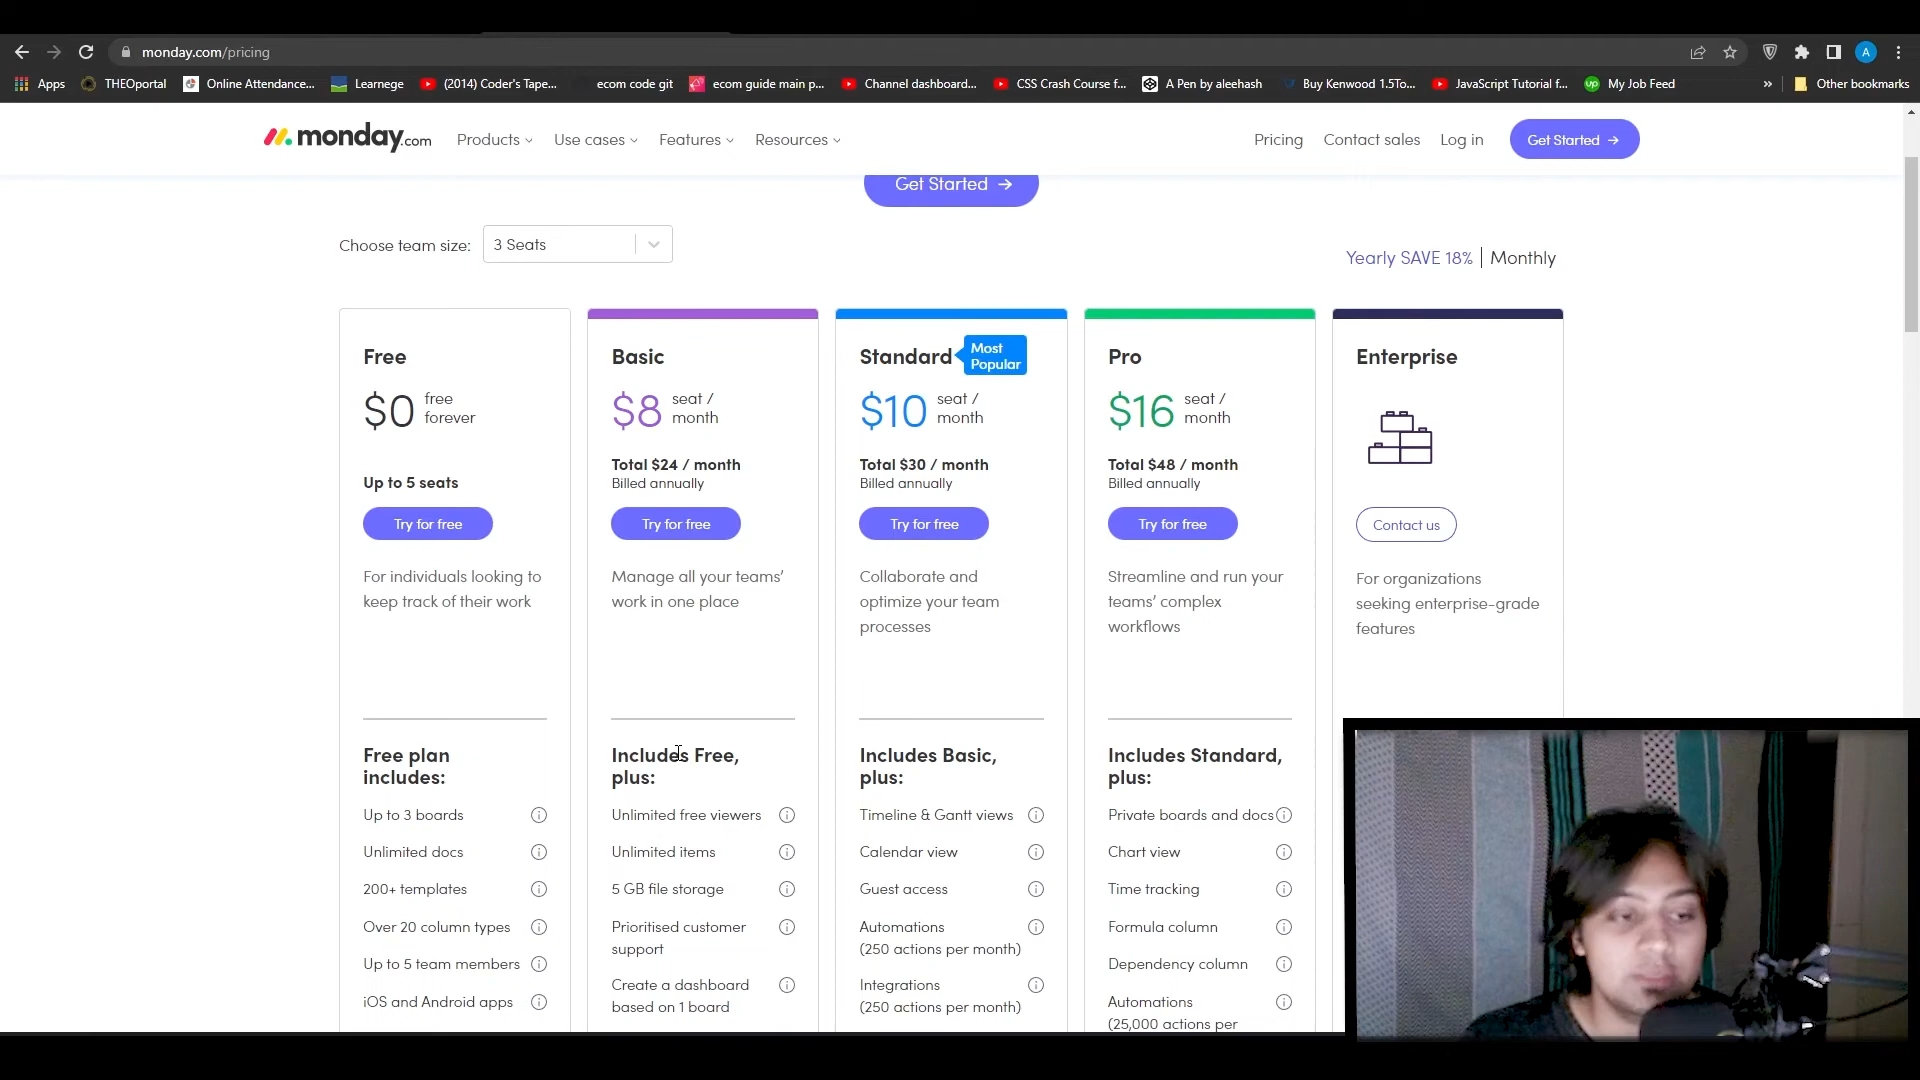 monday.com/pricing
Apps
THEOportal
Online Attendance...
Learnege
(2014) Coder's Tape...
ecom code git
ecom guide main p...
Channel dashboard...
CSS Crash Course f...
A Pen by aleehash
Buy Kenwood 1.5To...
JavaScript Tutorial f...
up
My Job Feed
»
Other bookmarks
A
monday.com
Products
Use cases
Features
Resources
Pricing
Contact sales
Log in
Get Started →
Get Started →
Choose team size:
3 Seats
Yearly SAVE 18% | Monthly
Free
$0 free
forever
Up to 5 seats
Try for free
For individuals looking to
keep track of their work
Free plan
includes:
Up to 3 boards
Unlimited docs
200+ templates
Over 20 column types
Up to 5 team members
iOS and Android apps
Basic
$8 seat /
month
Total $24 / month
Billed annually
Try for free
Manage all your teams’
work in one place
Includes Free,
plus:
Unlimited free viewers
Unlimited items
5 GB file storage
Prioritised customer
support
Create a dashboard
based on 1 board
Standard
Most
Popular
$10 seat /
month
Total $30 / month
Billed annually
Try for free
Collaborate and
optimize your team
processes
Includes Basic,
plus:
Timeline & Gantt views
Calendar view
Guest access
Automations
(250 actions per month)
Integrations
(250 actions per month)
Pro
$16 seat /
month
Total $48 / month
Billed annually
Try for free
Streamline and run your
teams’ complex
workflows
Includes Standard,
plus:
Private boards and docs
Chart view
Time tracking
Formula column
Dependency column
Automations
(25,000 actions per
Enterprise
Contact us
For organizations
seeking enterprise-grade
features